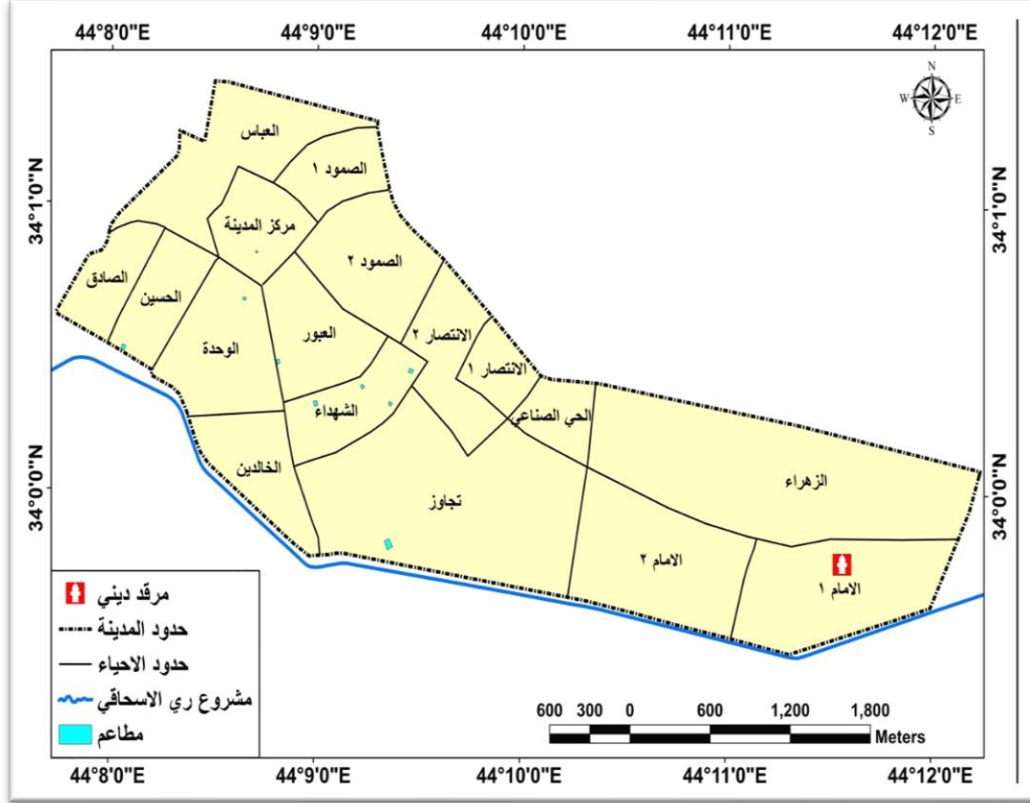 44°8'0"E 44°9'0"E 44°10'0"E 44°11'0"E 44°12'0"E
N
W E
S
34°1'0"N
34°1'0"N
34°0'0"N
34°0'0"N
العباس
الصمود ١
مركز المدينة
الصمود ٢
الصادق
الحسين
الوحدة
العبور
الانتصار ٢
الانتصار ١
الشهداء
الحي الصناعي
الخالدين
تجاوز
الزهراء
الامام ٢
الامام ١
مرقد ديني
حدود المدينة
حدود الاحياء
مشروع ري الاسحاقي
مطاعم
600 300 0 600 1,200 1,800
Meters
44°8'0"E 44°9'0"E 44°10'0"E 44°11'0"E 44°12'0"E